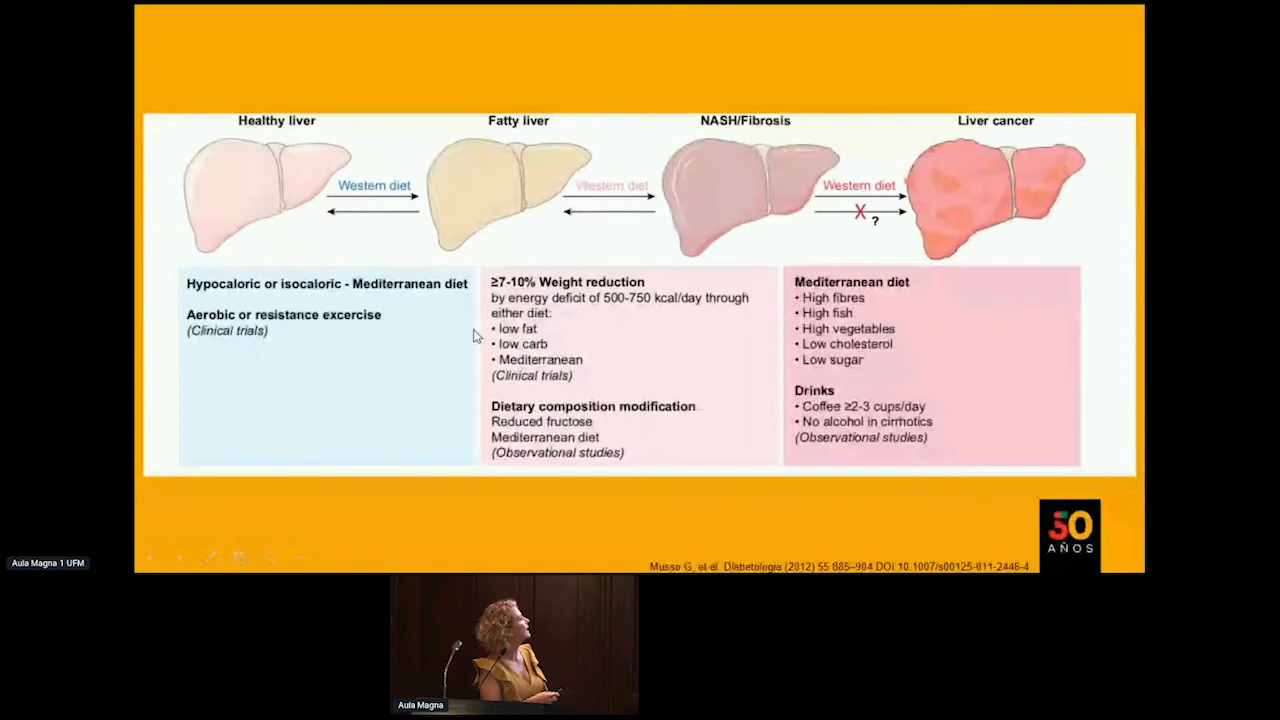 Healthy liver
Fatty liver
NASH/Fibrosis
Liver cancer
Western diet
Western diet
Western diet
X
?
Hypocaloric or isocaloric - Mediterranean diet
Aerobic or resistance excercise
(Clinical trials)
≥7-10% Weight reduction
by energy deficit of 500-750 kcal/day through
either diet:
• low fat
• low carb
• Mediterranean
(Clinical trials)
Dietary composition modification
Reduced fructose
Mediterranean diet
(Observational studies)
Mediterranean diet
• High fibres
• High fish
• High vegetables
• Low cholesterol
• Low sugar
Drinks
• Coffee ≥2-3 cups/day
• No alcohol in cirrhotics
(Observational studies)
50
AÑOS
Musso G, et al. Diabetologia (2012) 55 885–904 DOI 10.1007/s00125-011-2446-4
Aula Magna 1 UFM
Aula Magna